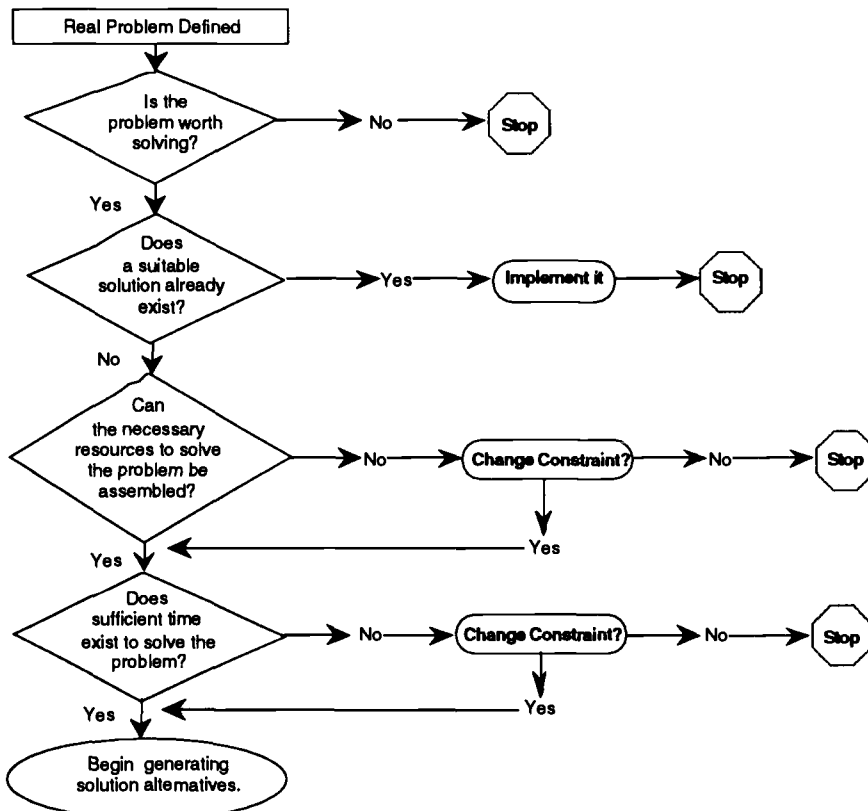 Real Problem Defined
Is the
problem worth
solving?
No
Stop
Yes
Does
a suitable
solution already
exist?
Yes
Implement it
Stop
No
Can
the necessary
resources to solve
the problem be
assembled?
No
Change Constraint?
No
Stop
Yes
Yes
Does
sufficient time
exist to solve the
problem?
No
Change Constraint?
No
Stop
Yes
Yes
Begin generating
solution alternatives.